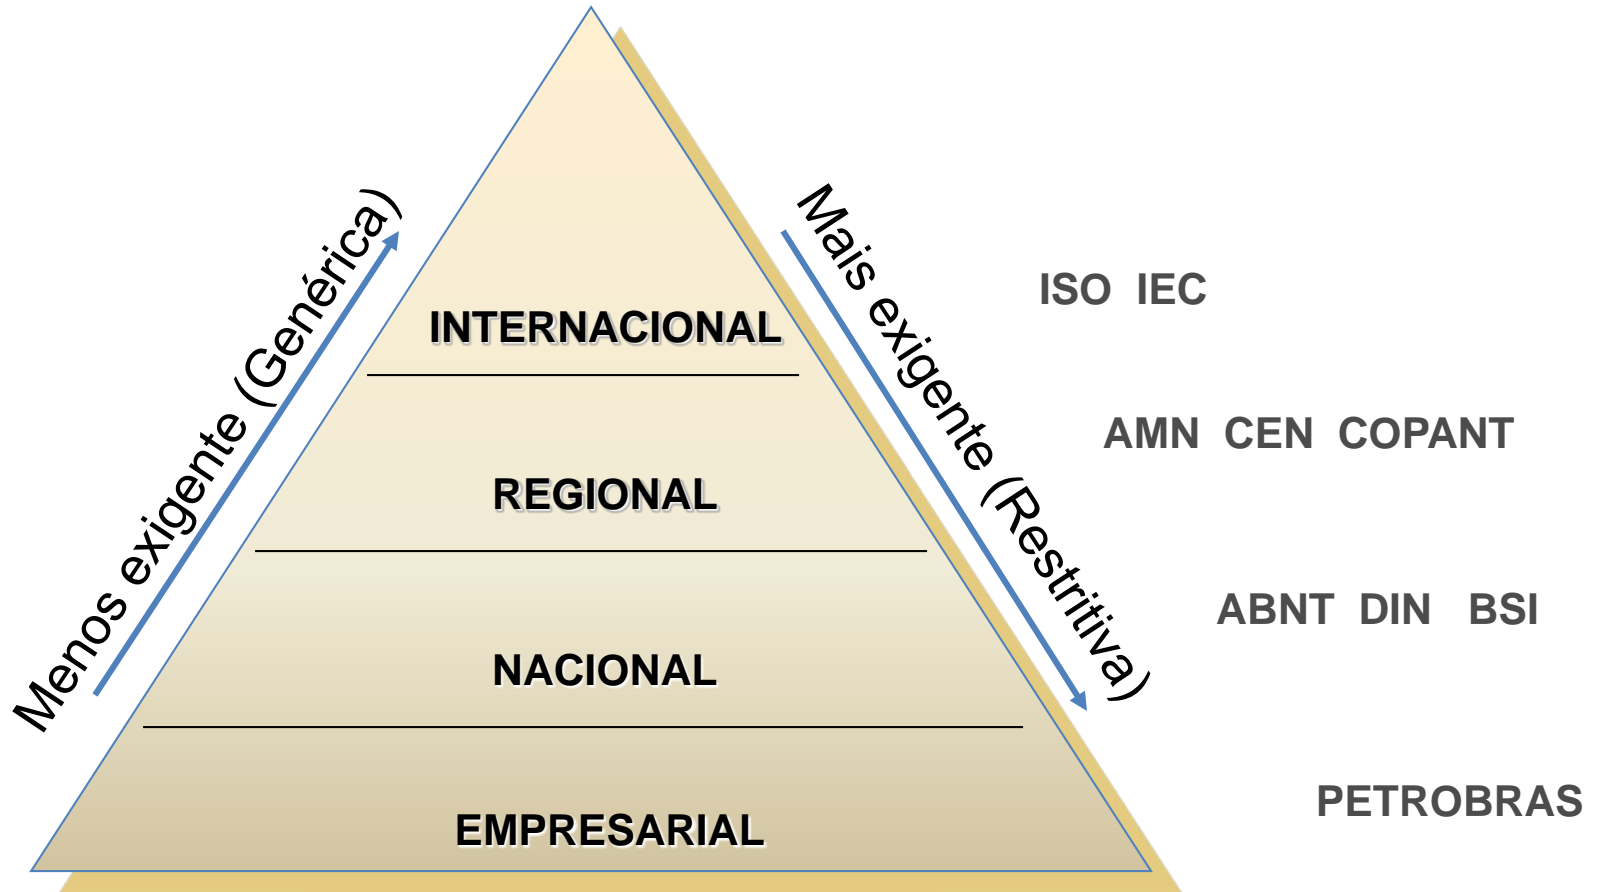 Menos exigente (Genérica)
Mais exigente (Restritiva)
INTERNACIONAL
ISO IEC
REGIONAL
AMN CEN COPANT
NACIONAL
ABNT DIN BSI
EMPRESARIAL
PETROBRAS